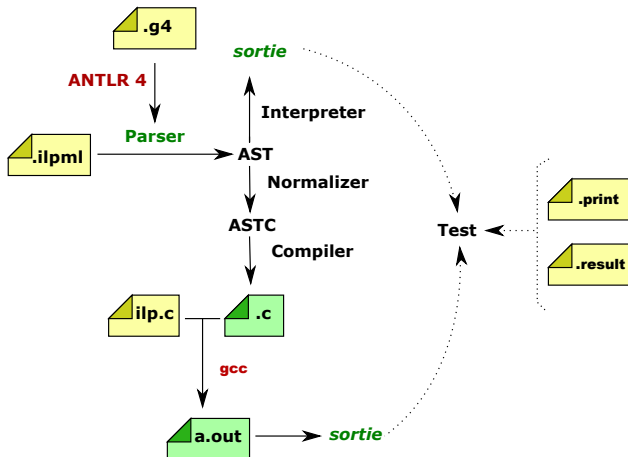 .g4
sortie
ANTLR 4
Interpreter
Parser
.ilpml
AST
Normalizer
.print
ASTC
Test
Compiler
.result
ilp.c
.c
gcc
a.out
sortie